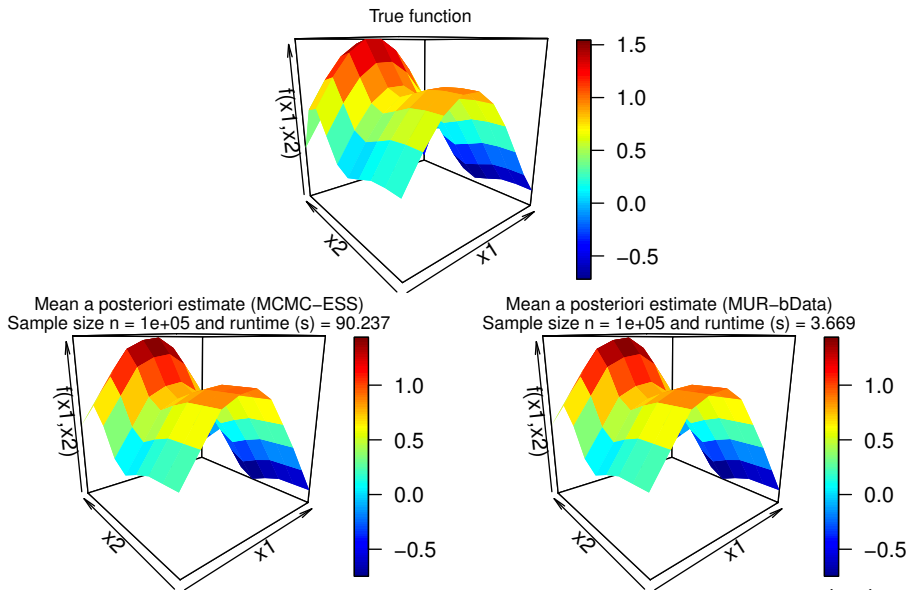 True function
f(x1,x2)
x2
x1
1.5
1.0
0.5
0.0
−0.5
Mean a posteriori estimate (MCMC−ESS)
Sample size n = 1e+05 and runtime (s) = 90.237
f(x1,x2)
x2
x1
1.0
0.5
0.0
−0.5
Mean a posteriori estimate (MUR−bData)
Sample size n = 1e+05 and runtime (s) = 3.669
f(x1,x2)
x2
x1
1.0
0.5
0.0
−0.5